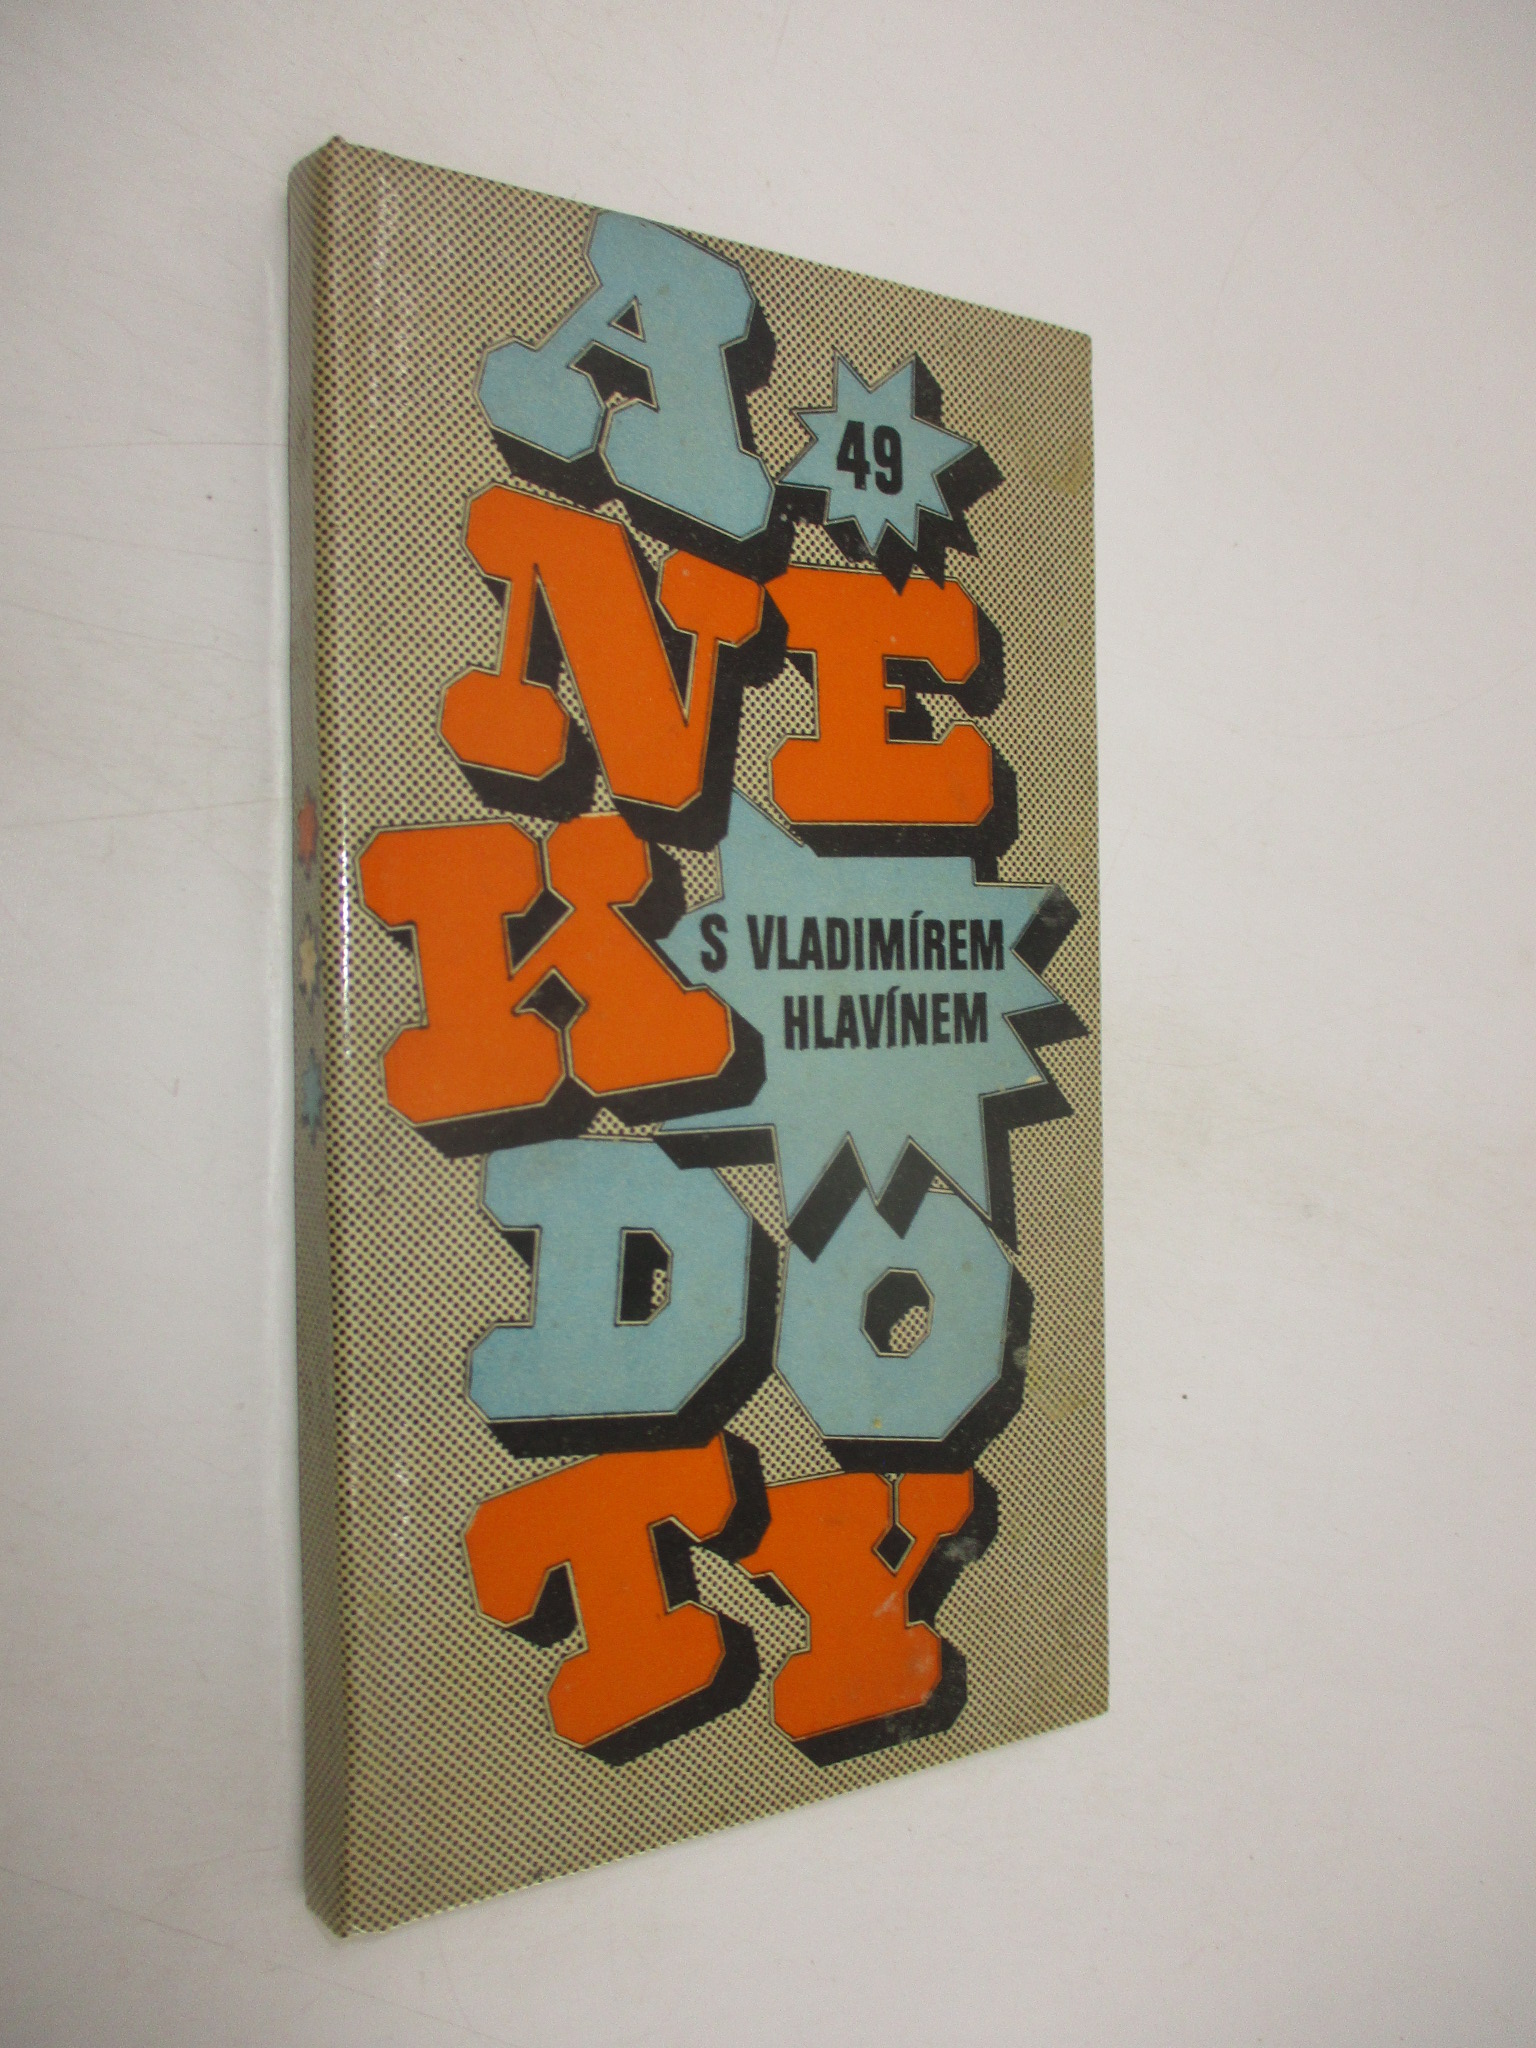 A
49
NE
K
S VLADIMÍREM
HLAVÍNEM
DO
TY